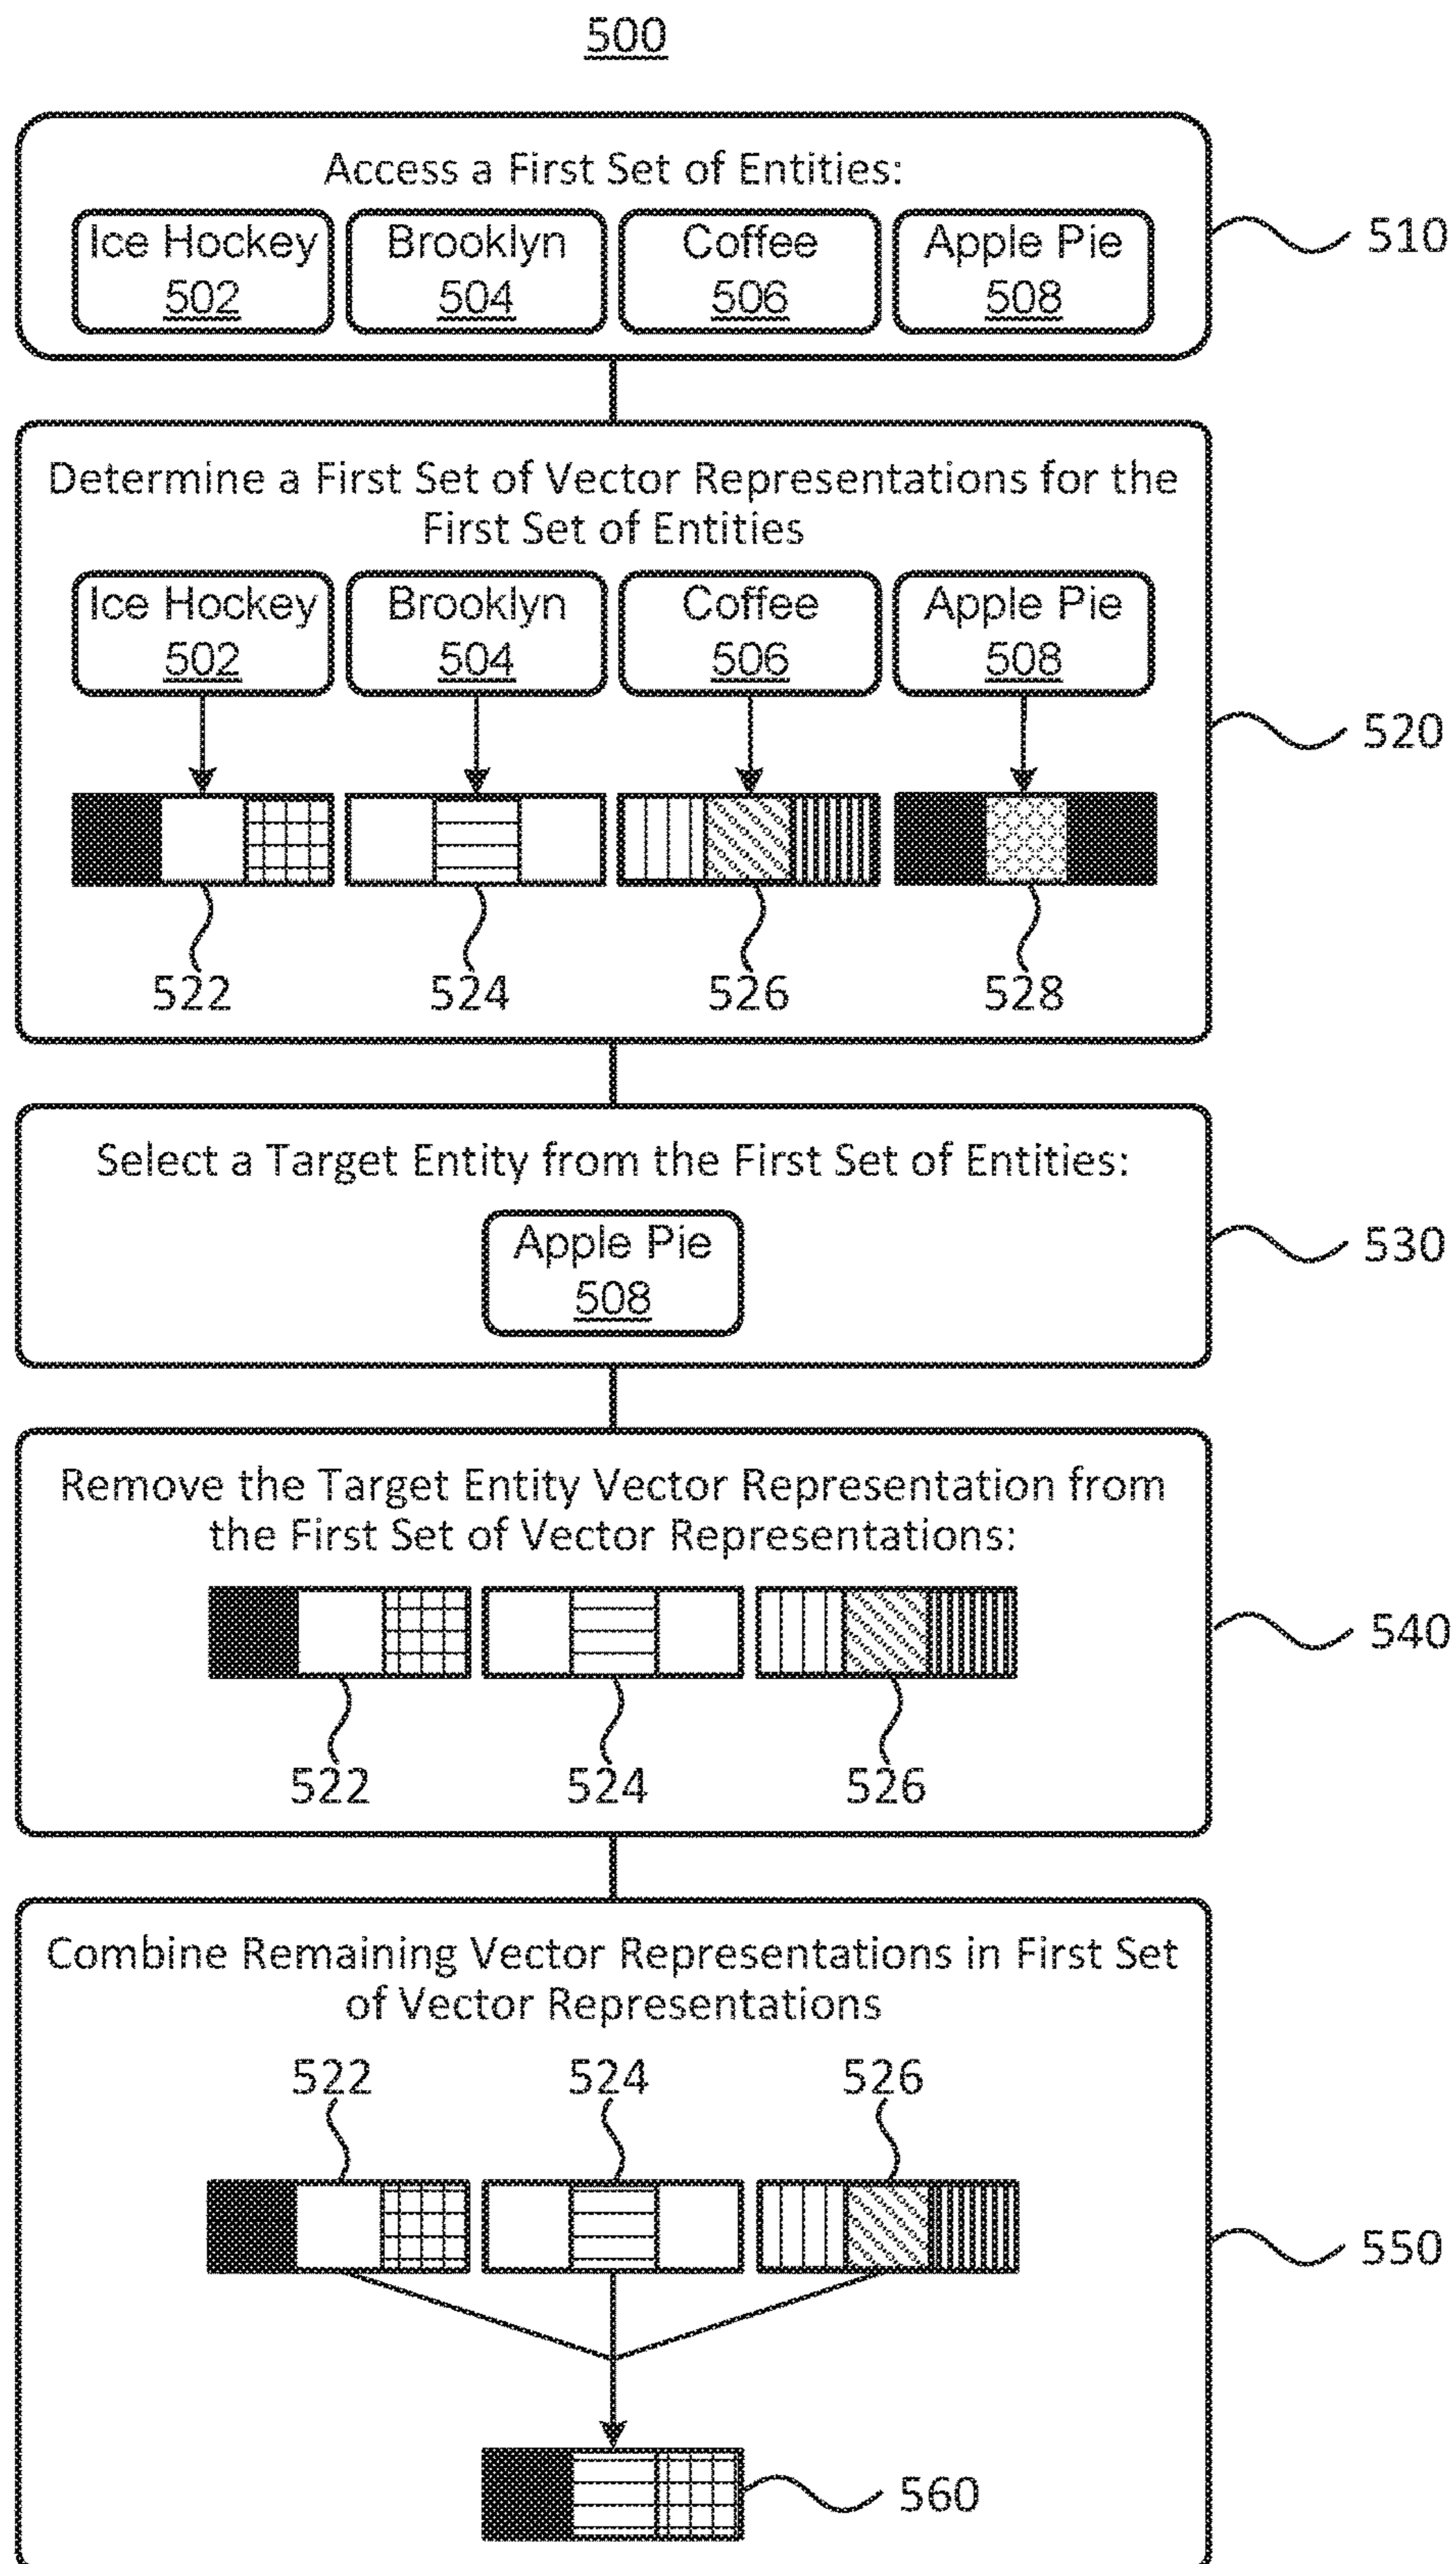 500
Access a First Set of Entities:
Ice Hockey Brooklyn Coffee Apple Pie
502 504 506 508
510
Determine a First Set of Vector Representations for the
First Set of Entities
Ice Hockey Brooklyn Coffee Apple Pie
502 504 506 508
520
522 524 526 528
Select a Target Entity from the First Set of Entities:
Apple Pie
508
530
Remove the Target Entity Vector Representation from
the First Set of Vector Representations:
540
522 524 526
Combine Remaining Vector Representations in First Set
of Vector Representations
522 524 526
550
560